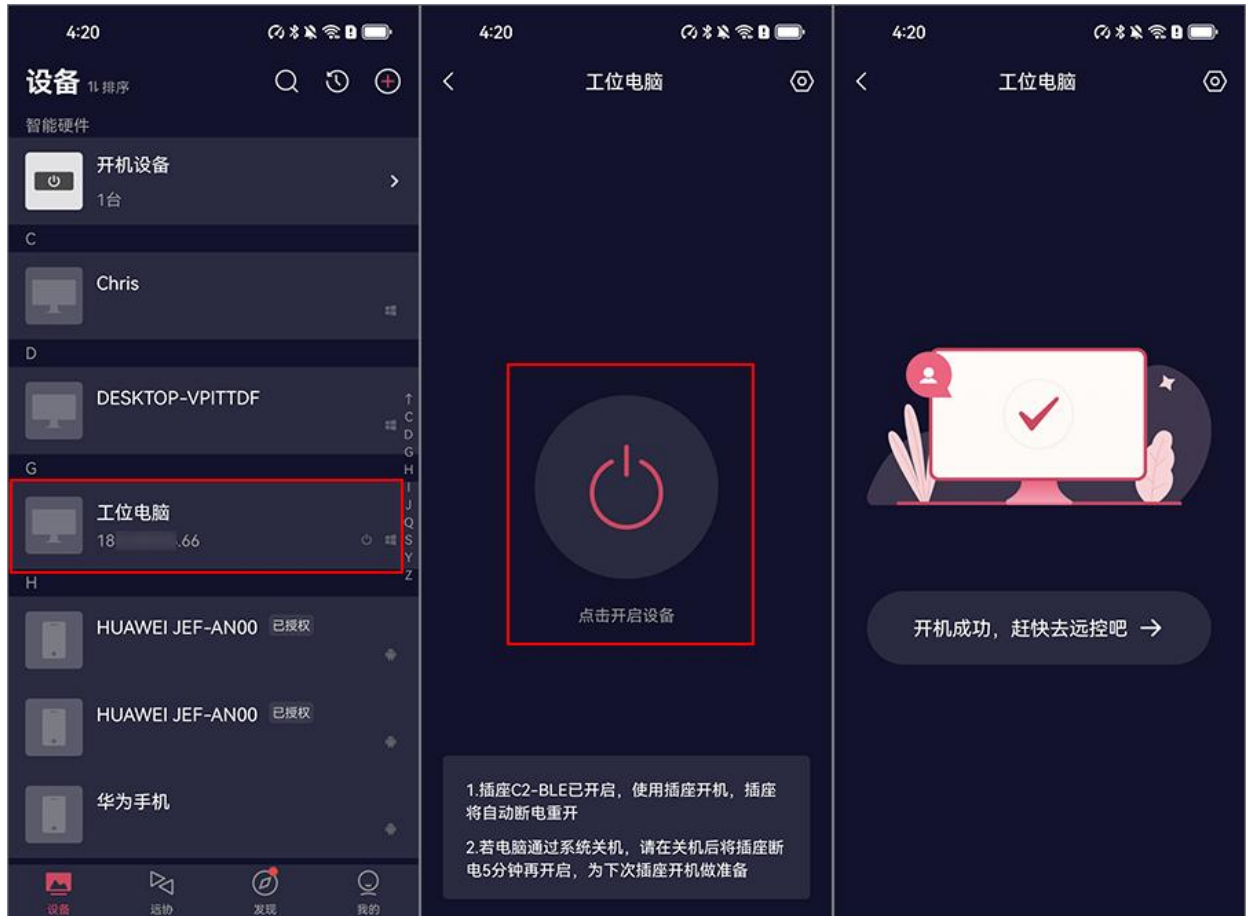 4:20
设备 排序
智能硬件
开机设备
1台
C
Chris
D
DESKTOP-VPITTDF
G
工位电脑
18 .66
H
HUAWEI JEF-AN00 已授权
HUAWEI JEF-AN00 已授权
华为手机
C
D
G
H
I
J
Q
S
Y
Z
设备 远协 发现 我的
4:20
工位电脑
点击开启设备
1.插座C2-BLE已开启，使用插座开机，插座
将自动断电重开
2.若电脑通过系统关机，请在关机后将插座断
电5分钟再开启，为下次插座开机做准备
4:20
工位电脑
开机成功，赶快去远控吧 →